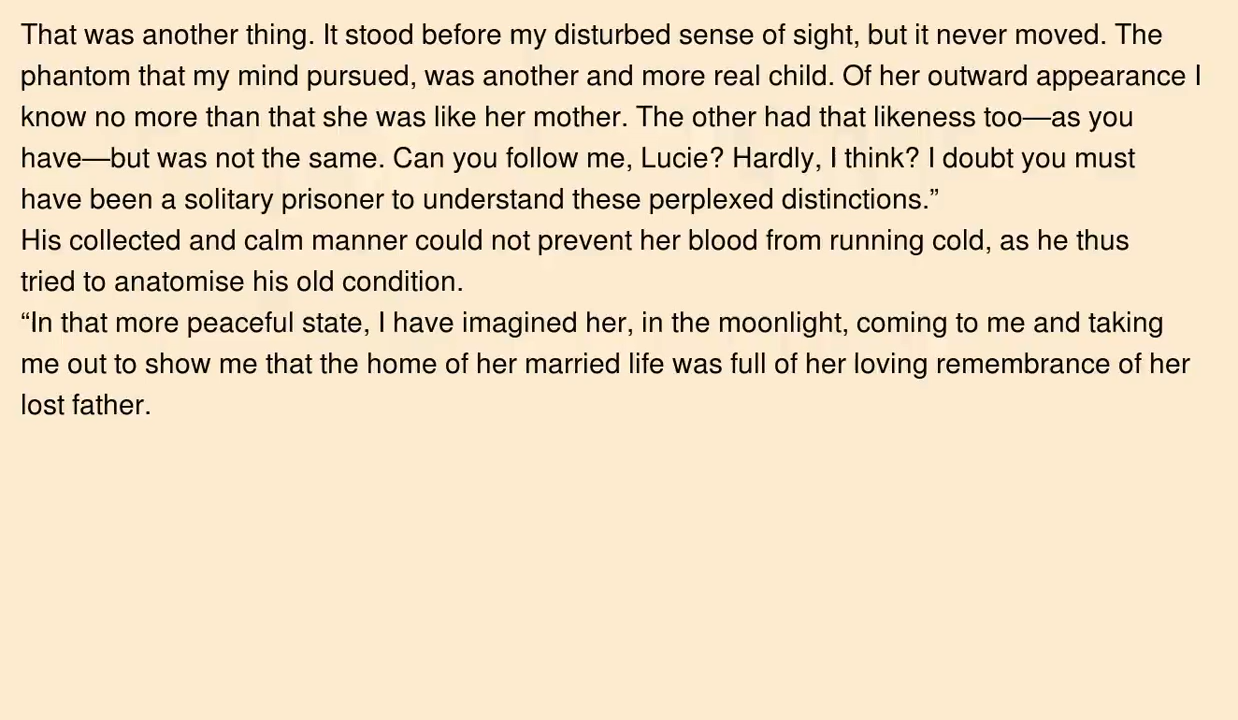 That was another thing. It stood before my disturbed sense of sight, but it never moved. The
phantom that my mind pursued, was another and more real child. Of her outward appearance I
know no more than that she was like her mother. The other had that likeness too—as you
have—but was not the same. Can you follow me, Lucie? Hardly, I think? I doubt you must
have been a solitary prisoner to understand these perplexed distinctions.”
His collected and calm manner could not prevent her blood from running cold, as he thus
tried to anatomise his old condition.
“In that more peaceful state, I have imagined her, in the moonlight, coming to me and taking
me out to show me that the home of her married life was full of her loving remembrance of her
lost father.